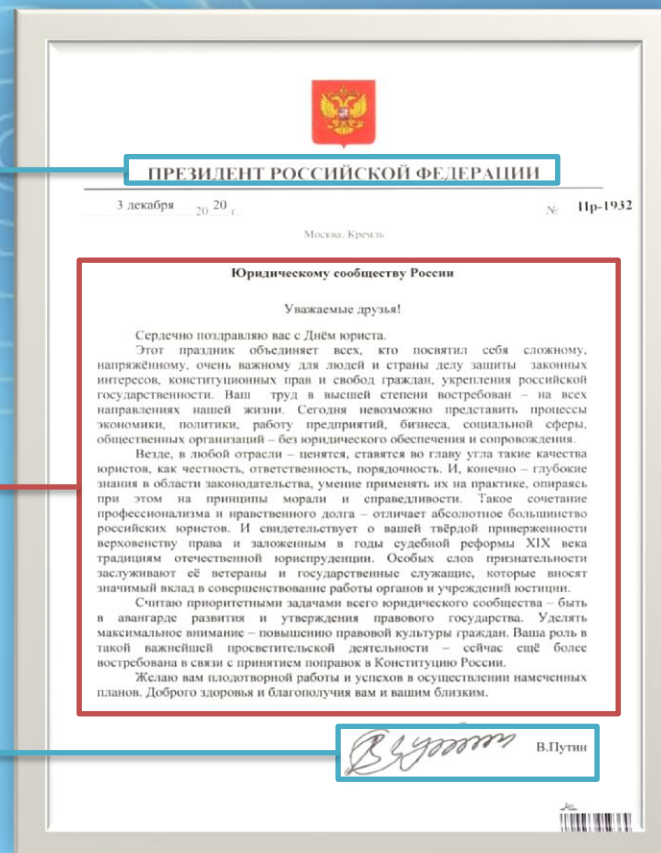 ПРЕЗИДЕНТ РОССИЙСКОЙ ФЕДЕРАЦИИ
3 декабря 20 20 г. № Пр-1932
Москва, Кремль
Юридическому сообществу России
Уважаемые друзья!
Сердечно поздравляю вас с Днём юриста.
Этот праздник объединяет всех, кто посвятил себя сложному,
напряжённому, очень важному для людей и страны делу защиты законных
интересов, конституционных прав и свобод граждан, укрепления российской
государственности. Ваш труд в высшей степени востребован – на всех
направлениях нашей жизни. Сегодня невозможно представить процессы
экономики, политики, работу предприятий, бизнеса, социальной сферы,
общественных организаций – без юридического обеспечения и сопровождения.
Везде, в любой отрасли – ценятся, ставятся во главу угла такие качества
юристов, как честность, ответственность, порядочность. И, конечно – глубокие
знания в области законодательства, умение применять их на практике, опираясь
при этом на принципы морали и справедливости. Такое сочетание
профессионализма и нравственного долга – отличает абсолютное большинство
российских юристов. И свидетельствует о вашей твёрдой приверженности
верховенству права и заложенным в годы судебной реформы XIX века
традициям отечественной юриспруденции. Особых слов признательности
заслуживают её ветераны и государственные служащие, которые вносят
значимый вклад в совершенствование работы органов и учреждений юстиции.
Считаю приоритетными задачами всего юридического сообщества – быть
в авангарде развития и утверждения правового государства. Уделять
максимальное внимание – повышению правовой культуры граждан. Ваша роль в
такой важнейшей просветительской деятельности – сейчас ещё более
востребована в связи с принятием поправок в Конституцию России.
Желаю вам плодотворной работы и успехов в осуществлении намеченных
планов. Доброго здоровья и благополучия вам и вашим близким.
В.Путин